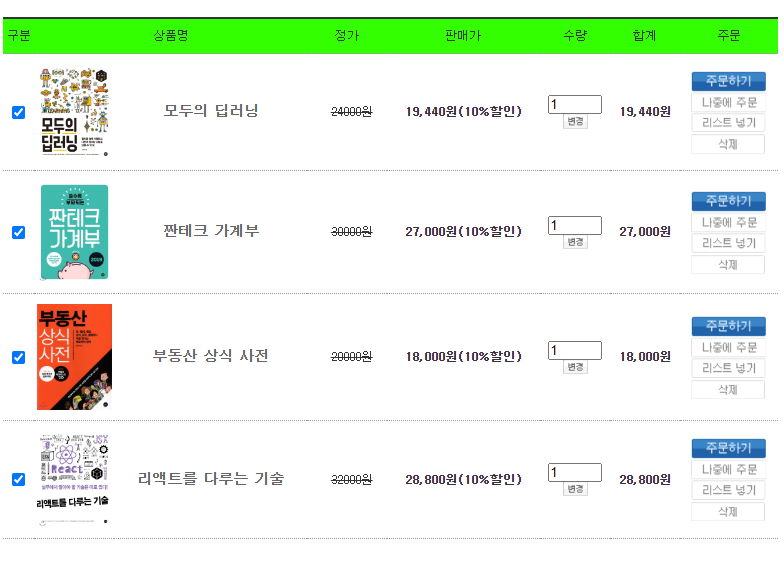 구분 상품명 정가 판매가 수량 합계 주문
모두의
딥러닝
모두의 딥러닝 24000원 19,440원(10%할인) 1 19,440원
변경
주문하기
나중에 주문
리스트 넣기
삭제
짠테크
가계부
2019
짠테크 가계부 30000원 27,000원(10%할인) 1 27,000원
변경
주문하기
나중에 주문
리스트 넣기
삭제
부동산
상식
사전
부동산 상식 사전 20000원 18,000원(10%할인) 1 18,000원
변경
주문하기
나중에 주문
리스트 넣기
삭제
JSX
React
리액트를 다루는 기술
리액트를 다루는 기술 32000원 28,800원(10%할인) 1 28,800원
변경
주문하기
나중에 주문
리스트 넣기
삭제